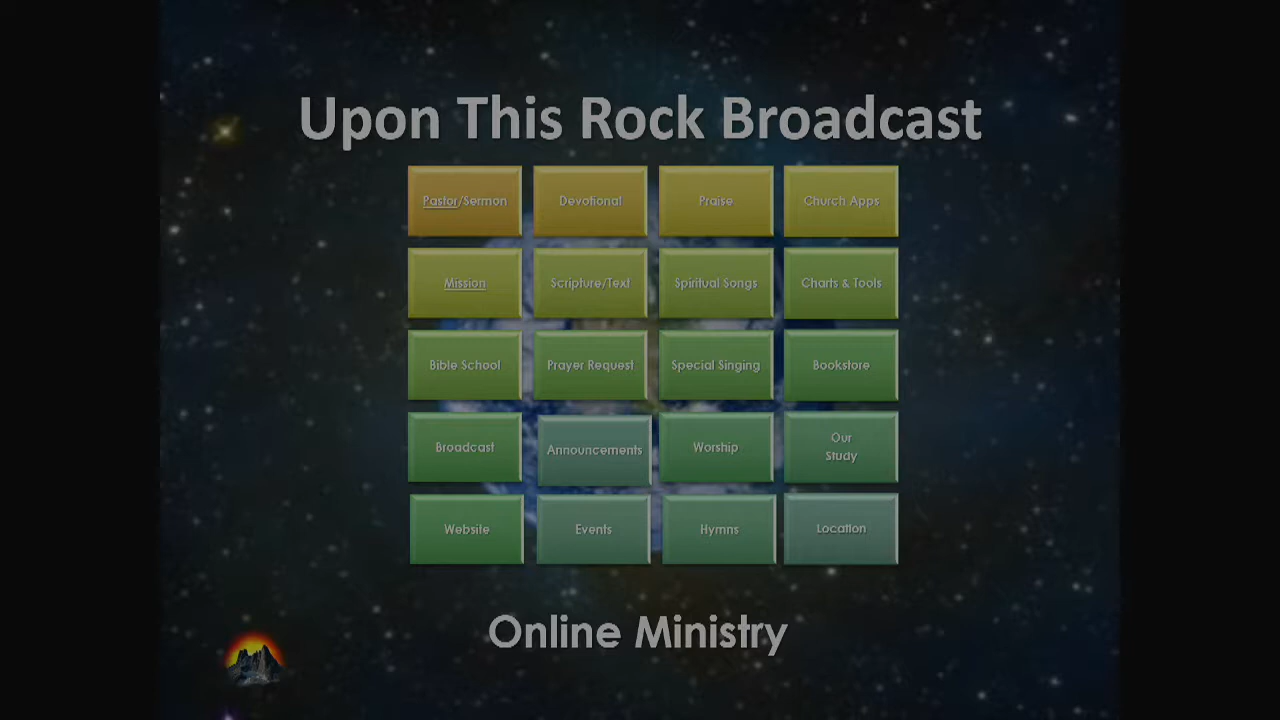 Upon This Rock Broadcast
Pastor/Sermon
Devotional
Praise
Church Apps
Mission
Scripture/Text
Spiritual Songs
Charts & Tools
Bible School
Prayer Request
Special Singing
Bookstore
Broadcast
Announcements
Worship
Our
Study
Website
Events
Hymns
Location
Online Ministry